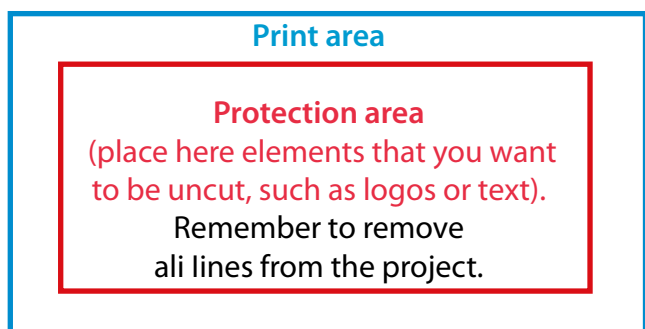 Print area
Protection area
(place here elements that you want
to be uncut, such as logos or text).
Remember to remove
ali lines from the project.